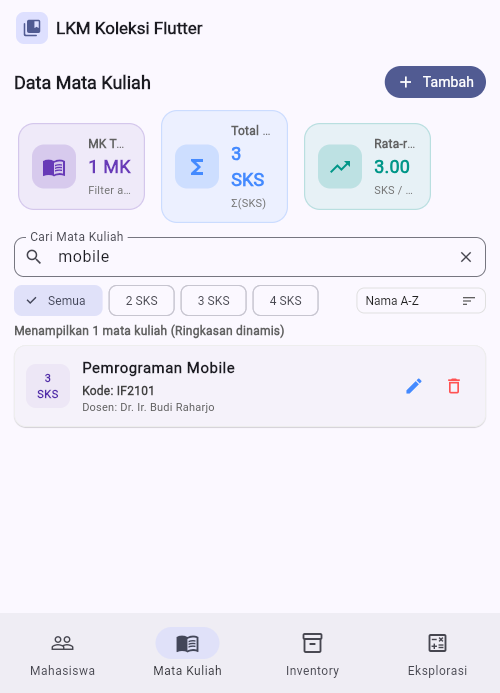 LKM Koleksi Flutter
Data Mata Kuliah
Tambah
MK T...
1 MK
Filter a...
Total ...
3
SKS
Σ(SKS)
Rata-r...
3.00
SKS / ...
Cari Mata Kuliah
mobile
Semua
2 SKS
3 SKS
4 SKS
Nama A-Z
Menampilkan 1 mata kuliah (Ringkasan dinamis)
3
SKS
Pemrograman Mobile
Kode: IF2101
Dosen: Dr. Ir. Budi Raharjo
Mahasiswa
Mata Kuliah
Inventory
Eksplorasi